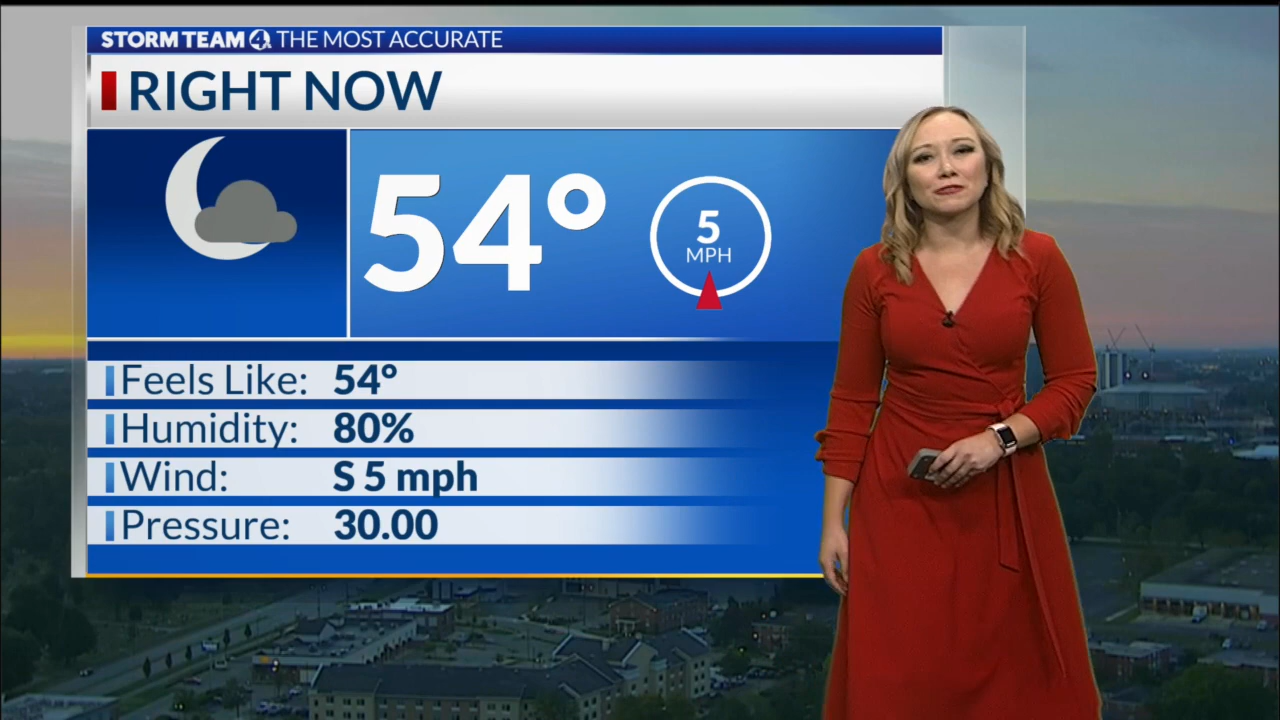 STORM TEAM 4 THE MOST ACCURATE
RIGHT NOW
54°
5
MPH
Feels Like: 54°
Humidity: 80%
Wind: S 5 mph
Pressure: 30.00